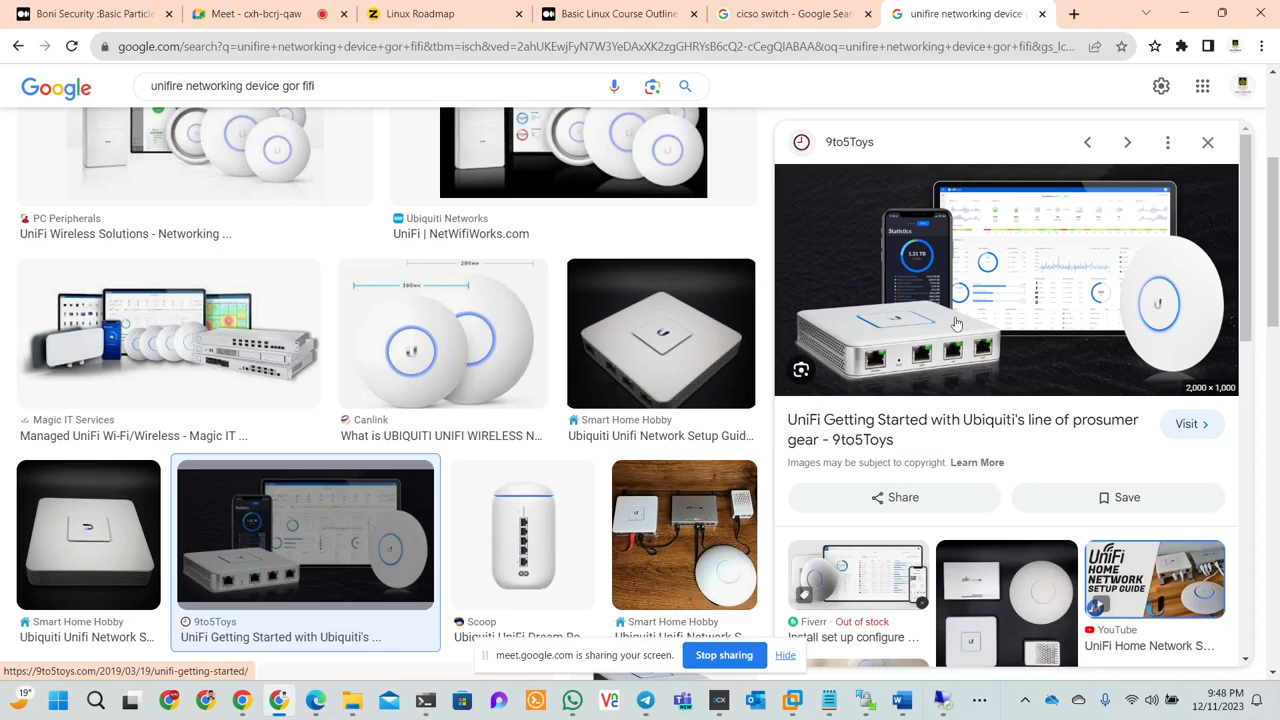 Boni Security: Basic Particip
Meet - cxh-bcrj-qaw
Linux Roadmap
Basic Linux Course Outline
cicso switch - Google Sear
unifire networking device g
google.com/search?q=unifire+networking+device+gor+fifi&tbm=isch&ved=2ahUKEwjFyN7W3YeDAxXK2zgGHRYsB6cQ2-cCegQIABAA&oq=unifire+networking+device+gor+fifi&gs_lc...
Google
unifire networking device gor fifi
PC Peripherals
UniFi Wireless Solutions - Networking ...
Ubiquiti Networks
UniFi | NetWifiWorks.com
Magic IT Services
Managed UniFi Wi-Fi/Wireless - Magic IT ...
Canlink
What is UBIQUITI UNIFI WIRELESS N...
Smart Home Hobby
Ubiquiti Unifi Network Setup Guid...
Smart Home Hobby
Ubiquiti Unifi Network S...
9to5Toys
UniFi Getting Started with Ubiquiti's ...
Scoop
Smart Home Hobby
9to5Toys
Statistics
1.31 TB
2,000 × 1,000
UniFi Getting Started with Ubiquiti's line of prosumer
gear - 9to5Toys
Visit
Images may be subject to copyright. Learn More
Share
Save
Fiverr · Out of stock
Install set up configure ...
UniFi
HOME
NETWORK
SETUP GUIDE
YouTube
UniFi Home Network S...
meet.google.com is sharing your screen.
Stop sharing
Hide
https://9to5toys.com/2019/03/19/unifi-getting-started/
19°
NEW
9:48 PM
12/11/2023